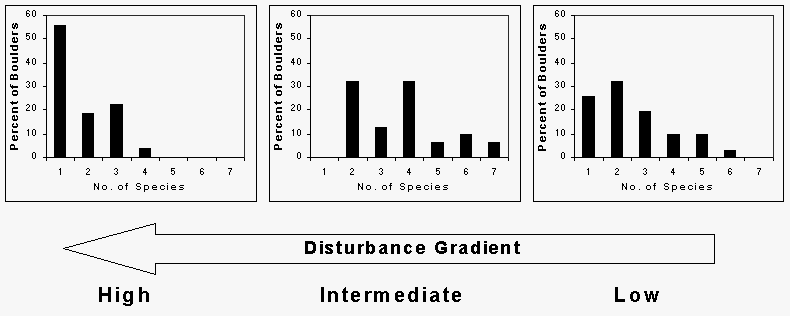 Percent of Boulders
60
50
40
30
20
10
0
1 2 3 4 5 6 7
No. of Species
Percent of Boulders
60
50
40
30
20
10
0
1 2 3 4 5 6 7
No. of Species
Percent of Boulders
60
50
40
30
20
10
0
1 2 3 4 5 6 7
No. of Species
Disturbance Gradient
High Intermediate Low